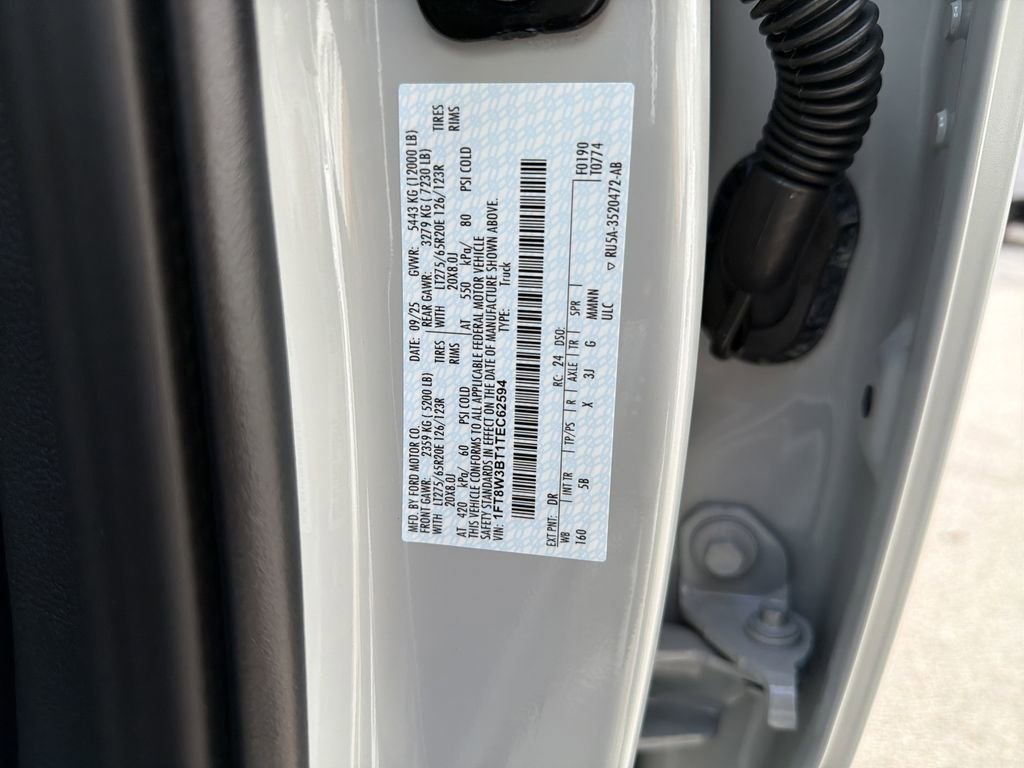 MFD. BY FORD MOTOR CO. DATE: 09/25 GVWR: 5443 KG (12000 LB)
FRONT GAWR: 2359 KG (5200 LB) REAR GAWR: 3279 KG (7230 LB)
WITH LT275/65R20E 126/123R TIRES WITH LT275/65R20E 126/123R TIRES
20X8.0J RIMS 20X8.0J RIMS
AT 420 kPa/ 60 PSI COLD AT 550 kPa/ 80 PSI COLD
THIS VEHICLE CONFORMS TO ALL APPLICABLE FEDERAL MOTOR VEHICLE
SAFETY STANDARDS IN EFFECT ON THE DATE OF MANUFACTURE SHOWN ABOVE.
VIN: 1FT8W3BT1TEC62594 TYPE: Truck
EXT PNT: DR RC: 24 DSO: F0190
WB INT TR TP/PS R AXLE TR SPR T0774
160 5B X 3J G MMNN
ULC ▽ RU5A-3520472-AB